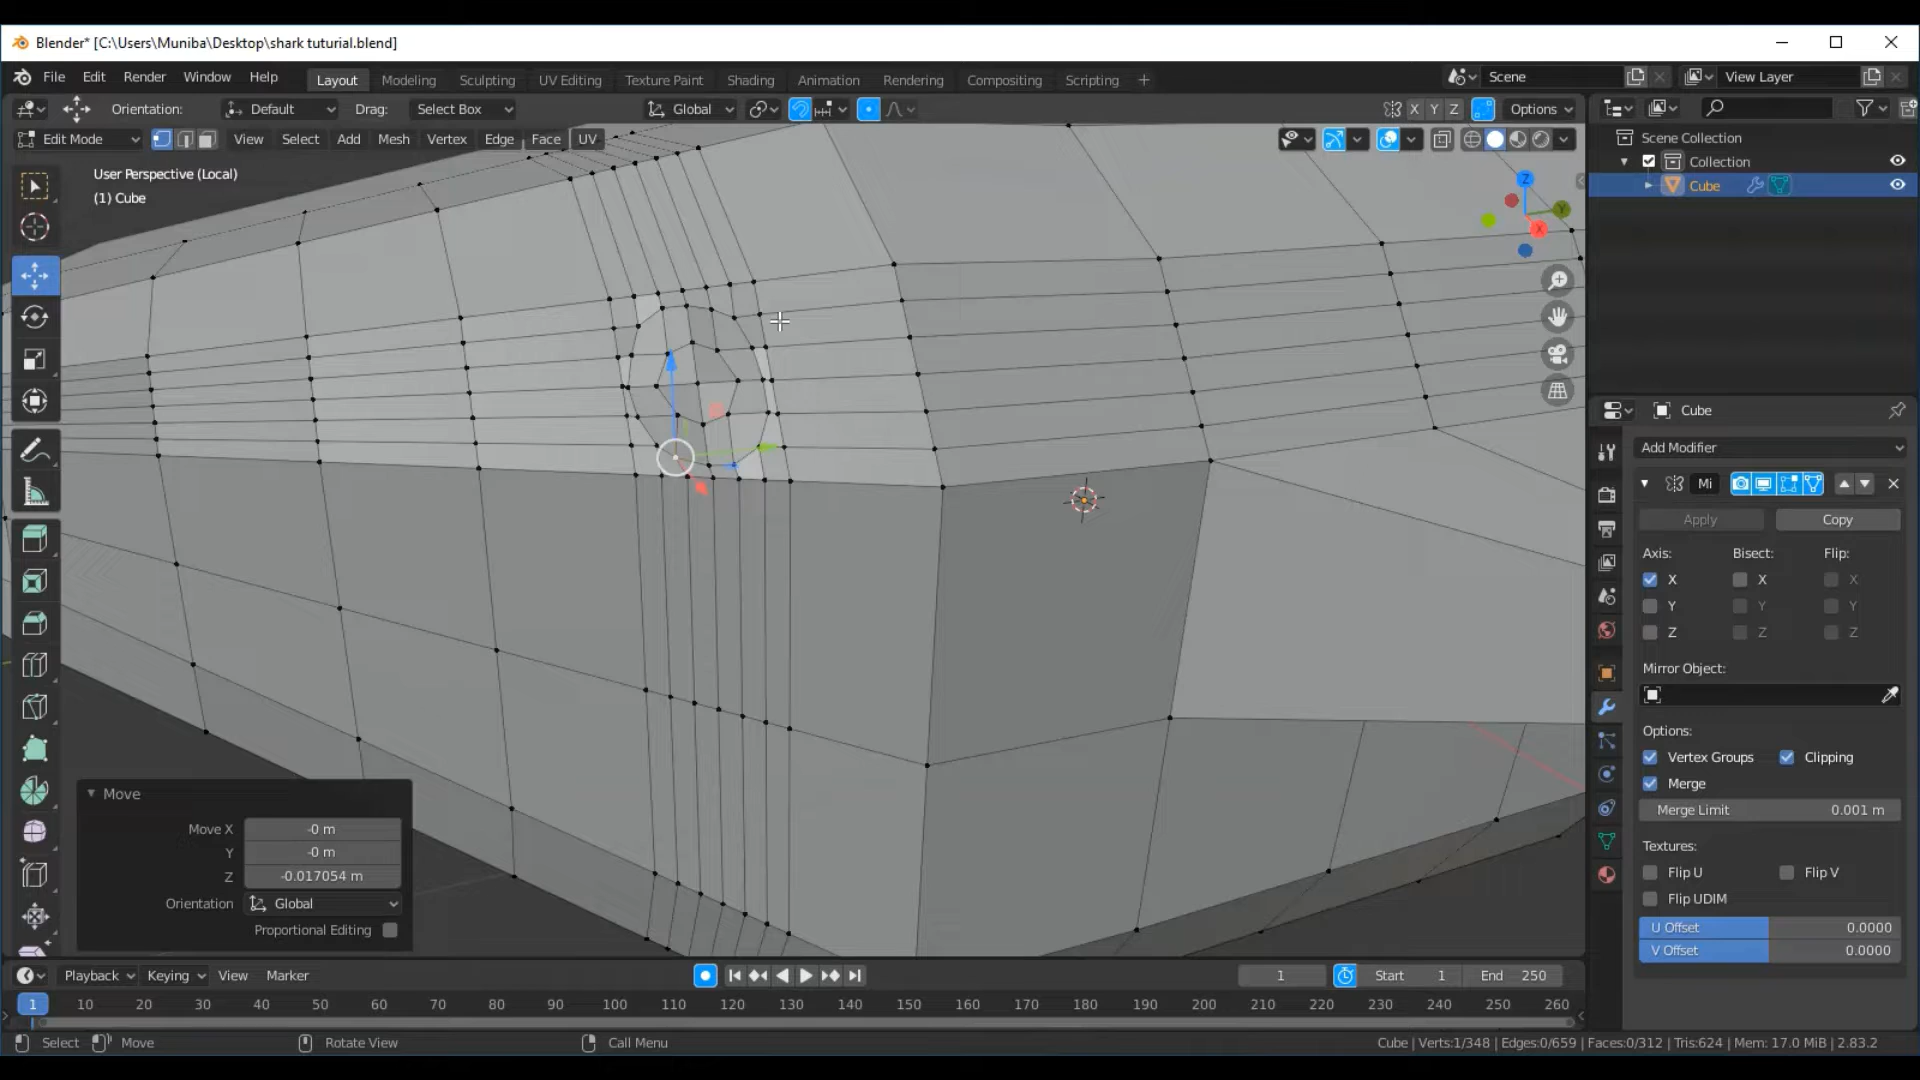 Blender* [C:\Users\Muniba\Desktop\shark tuturial.blend]
File Edit Render Window Help Layout Modeling Sculpting UV Editing Texture Paint Shading Animation Rendering Compositing Scripting + Scene View Layer
Orientation: Default Drag: Select Box Global X Y Z Options
Edit Mode View Select Add Mesh Vertex Edge Face UV
Scene Collection
Collection
Cube
User Perspective (Local)
(1) Cube
Z
Y
X
Cube
Add Modifier
Mi
Apply Copy
Axis: Bisect: Flip:
X X X
Y Y Y
Z Z Z
Mirror Object:
Options:
Vertex Groups Clipping
Merge
Merge Limit 0.001 m
Textures:
Flip U Flip V
Flip UDIM
U Offset 0.0000
V Offset 0.0000
Move
Move X -0 m
Y -0 m
Z -0.017054 m
Orientation Global
Proportional Editing
Playback Keying View Marker 1 Start 1 End 250
1 10 20 30 40 50 60 70 80 90 100 110 120 130 140 150 160 170 180 190 200 210 220 230 240 250 260
Select Move Rotate View Call Menu Cube | Verts:1/348 | Edges:0/659 | Faces:0/312 | Tris:624 | Mem: 17.0 MiB | 2.83.2